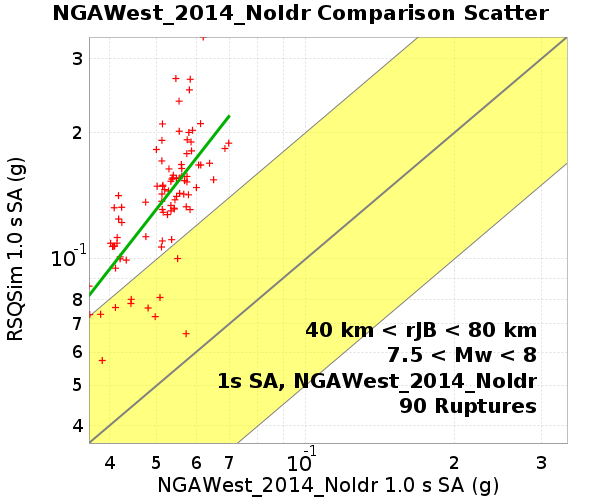 NGAWest_2014_NoIdr Comparison Scatter
3
2
10-1
8
7
6
5
4
RSQSim 1.0 s SA (g)
40 km < rJB < 80 km
7.5 < Mw < 8
1s SA, NGAWest_2014_NoIdr
90 Ruptures
4 5 6 7 10-1 2 3
NGAWest_2014_NoIdr 1.0 s SA (g)